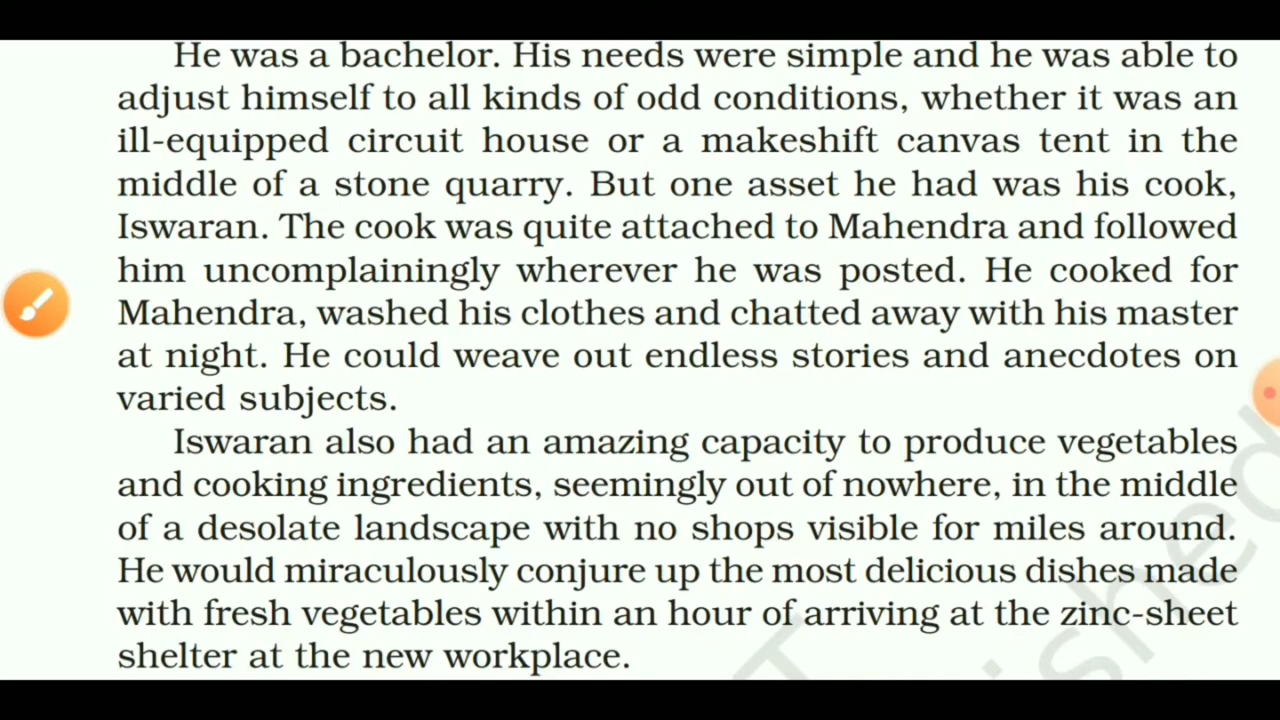 He was a bachelor. His needs were simple and he was able to
adjust himself to all kinds of odd conditions, whether it was an
ill-equipped circuit house or a makeshift canvas tent in the
middle of a stone quarry. But one asset he had was his cook,
Iswaran. The cook was quite attached to Mahendra and followed
him uncomplainingly wherever he was posted. He cooked for
Mahendra, washed his clothes and chatted away with his master
at night. He could weave out endless stories and anecdotes on
varied subjects.
Iswaran also had an amazing capacity to produce vegetables
and cooking ingredients, seemingly out of nowhere, in the middle
of a desolate landscape with no shops visible for miles around.
He would miraculously conjure up the most delicious dishes made
with fresh vegetables within an hour of arriving at the zinc-sheet
shelter at the new workplace.